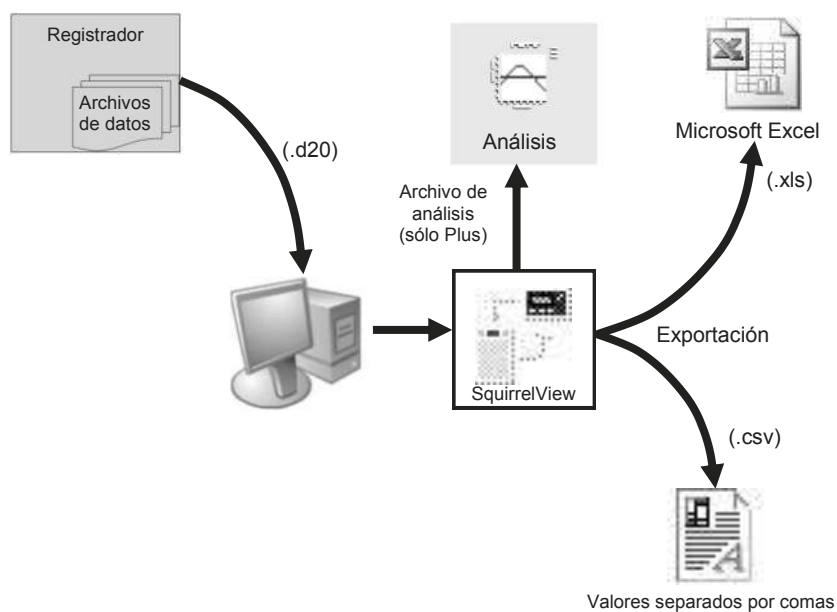 Registrador
Archivos
de datos
(.d20)
Análisis
Archivo de
análisis
(sólo Plus)
Microsoft Excel
(.xls)
SquirrelView
Exportación
(.csv)
Valores separados por comas